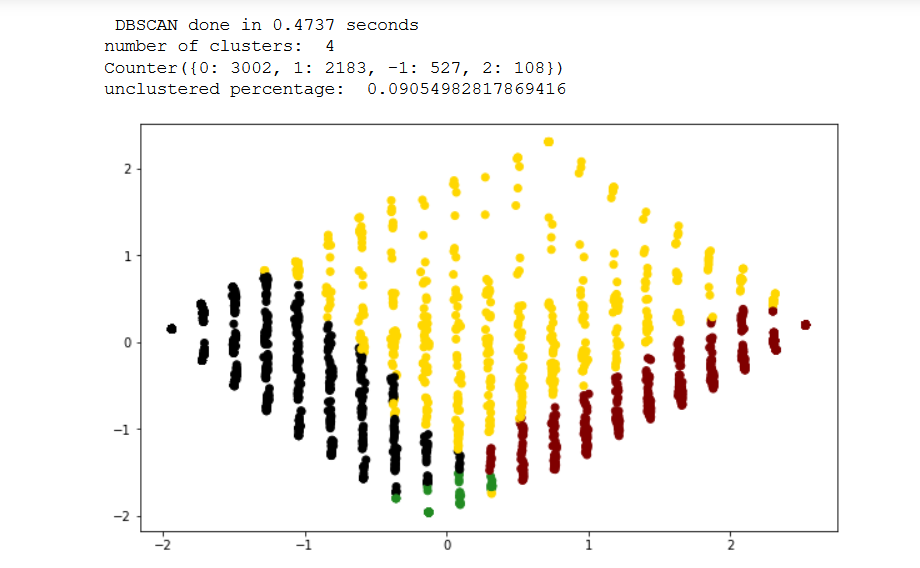 DBSCAN done in 0.4737 seconds
number of clusters: 4
Counter({0: 3002, 1: 2183, -1: 527, 2: 108})
unclustered percentage: 0.09054982817869416
2
1
0
−1
−2
−2 −1 0 1 2